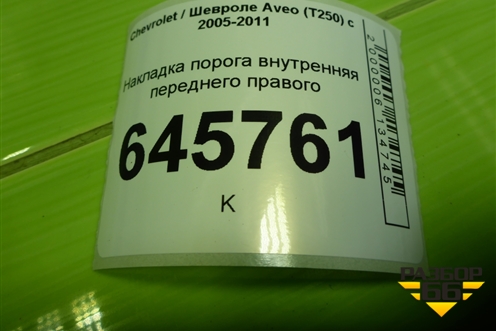 Chevrolet / Шевроле Aveo (T250) с
2005-2011
Накладка порога внутренняя
переднего правого
645761
К
2000006134745
РАЗБОР
66